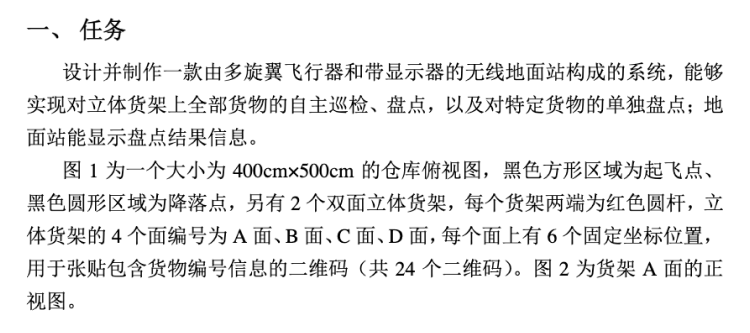 一、 任务
设计并制作一款由多旋翼飞行器和带显示器的无线地面站构成的系统，能够
实现对立体货架上全部货物的自主巡检、盘点，以及对特定货物的单独盘点；地
面站能显示盘点结果信息。
图 1 为一个大小为 400cm×500cm 的仓库俯视图，黑色方形区域为起飞点、
黑色圆形区域为降落点，另有 2 个双面立体货架，每个货架两端为红色圆杆，立
体货架的 4 个面编号为 A 面、B 面、C 面、D 面，每个面上有 6 个固定坐标位置，
用于张贴包含货物编号信息的二维码（共 24 个二维码）。图 2 为货架 A 面的正
视图。